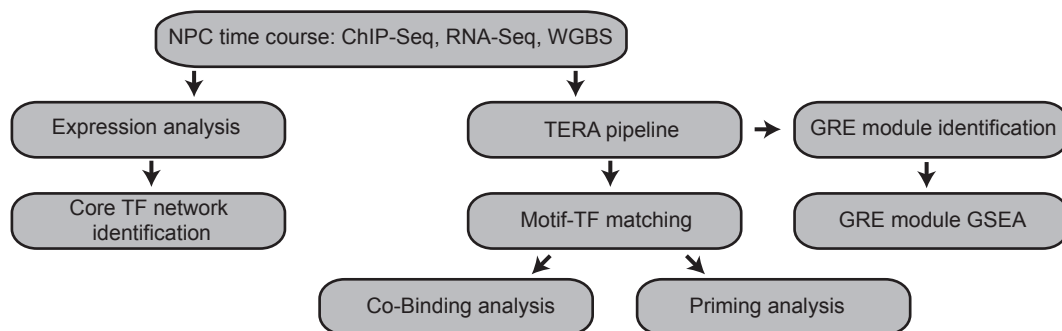 NPC time course: ChIP-Seq, RNA-Seq, WGBS
Expression analysis
TERA pipeline
GRE module identification
Core TF network
identification
Motif-TF matching
GRE module GSEA
Co-Binding analysis
Priming analysis